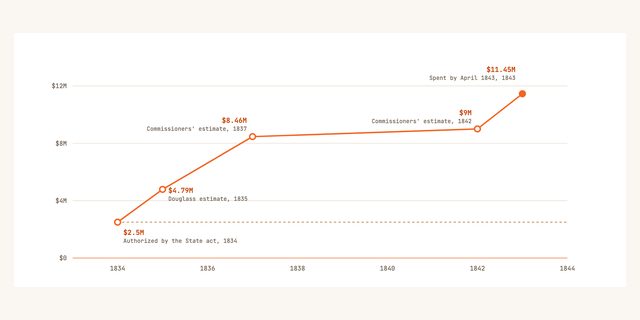 $11.45M
Spent by April 1843, 1843
$12M
$9M
Commissioners' estimate, 1842
$8.46M
Commissioners' estimate, 1837
$8M
$4.79M
Douglass estimate, 1835
$4M
$2.5M
Authorized by the State act, 1834
$0
1834 1836 1838 1840 1842 1844